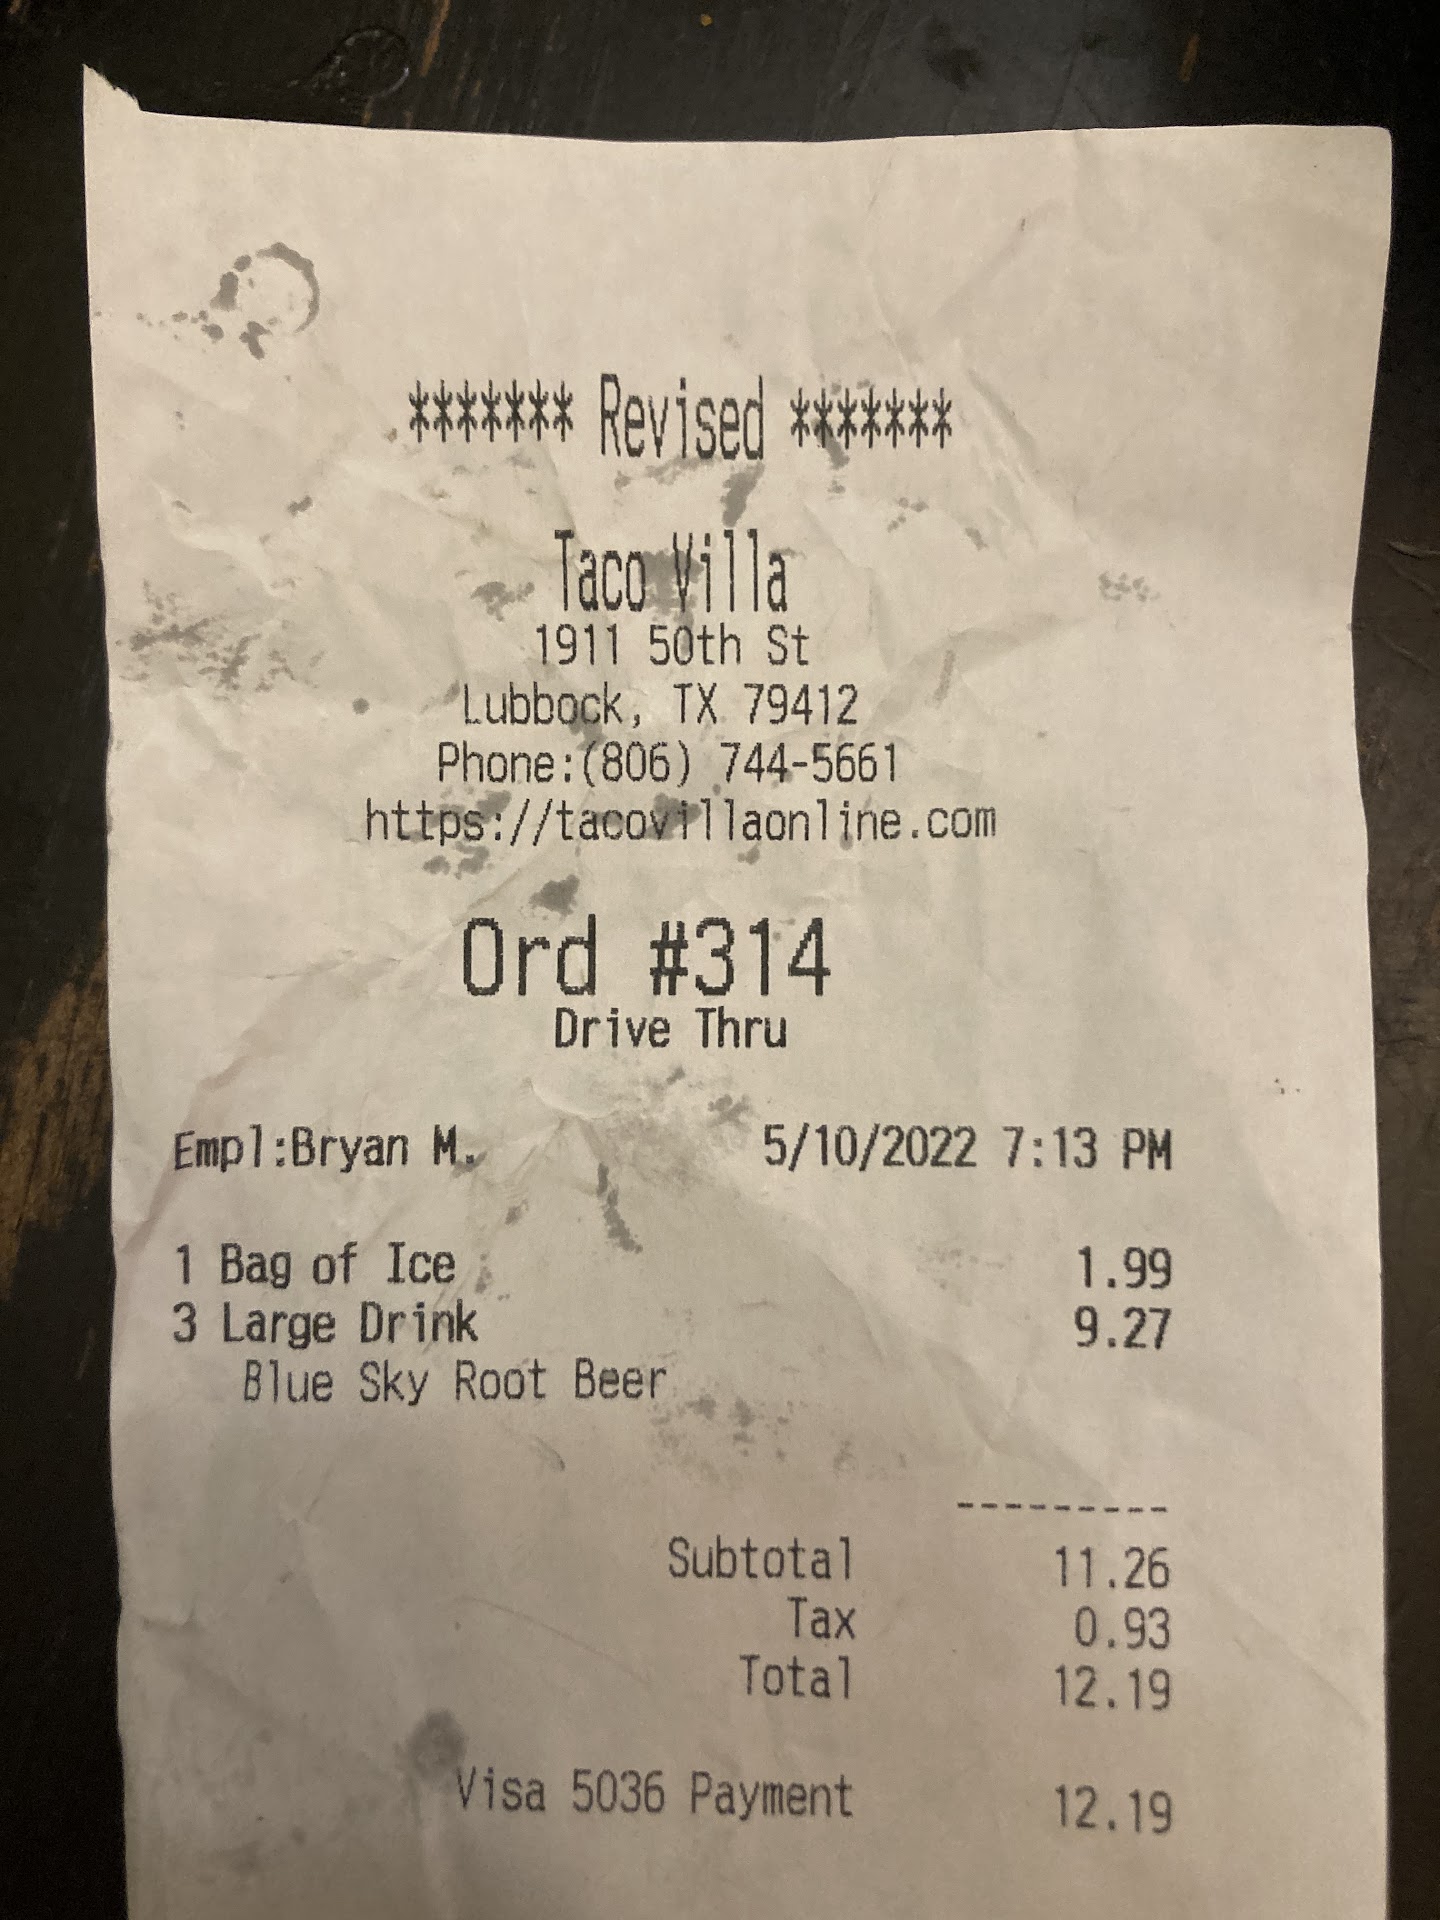 ******* Revised *******
Taco Villa
1911 50th St
Lubbock, TX 79412
Phone:(806) 744-5661
https://tacovillaonline.com
Ord #314
Drive Thru
Empl:Bryan M. 5/10/2022 7:13 PM
1 Bag of Ice 1.99
3 Large Drink 9.27
Blue Sky Root Beer
---------
Subtotal 11.26
Tax 0.93
Total 12.19
Visa 5036 Payment 12.19